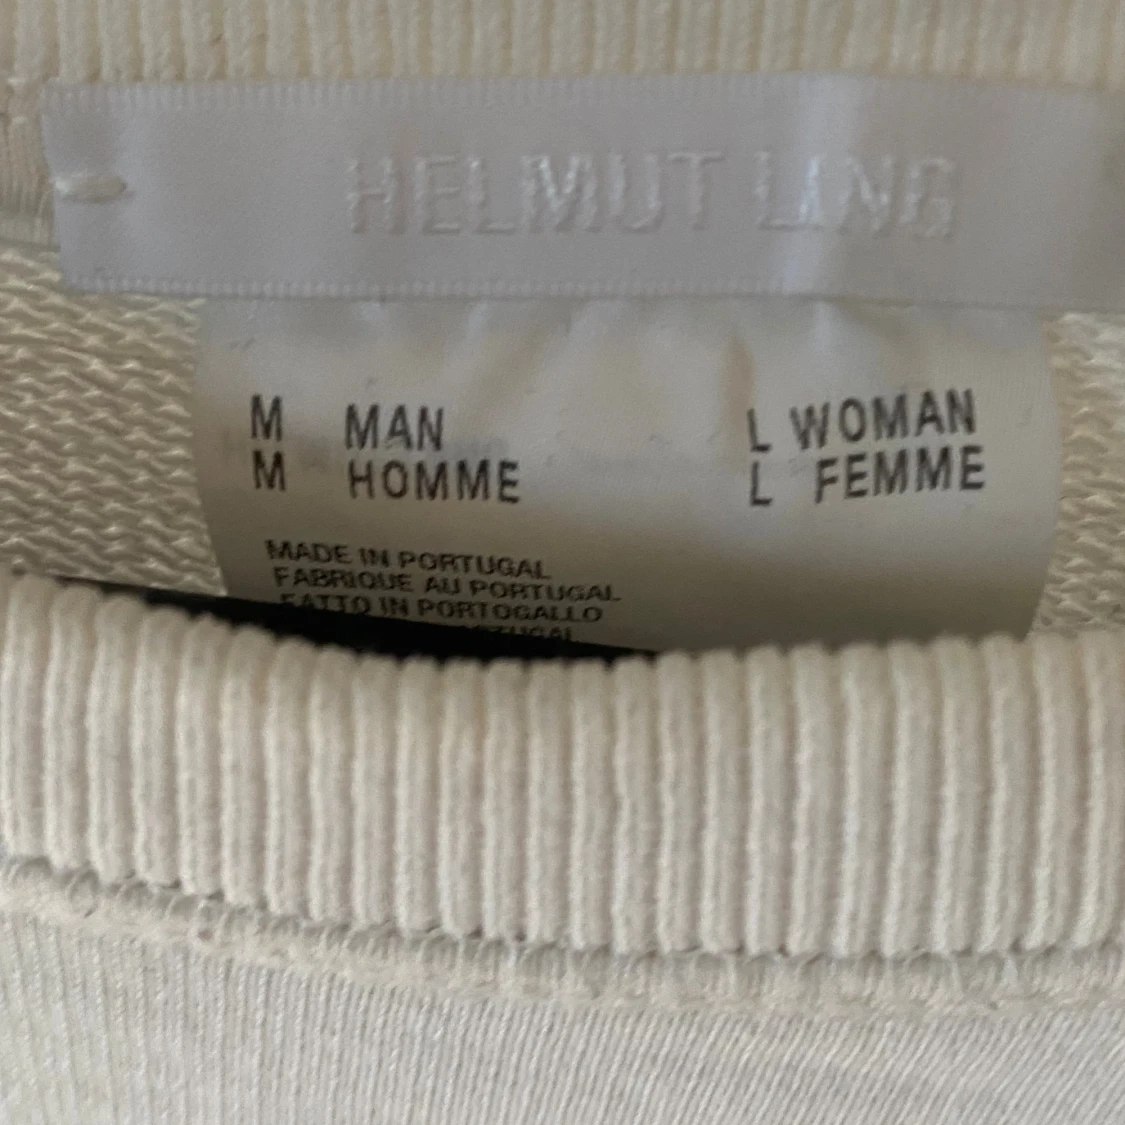 HELMUT LANG
M MAN L WOMAN
M HOMME L FEMME
MADE IN PORTUGAL
FABRIQUE AU PORTUGAL
FATTO IN PORTOGALLO